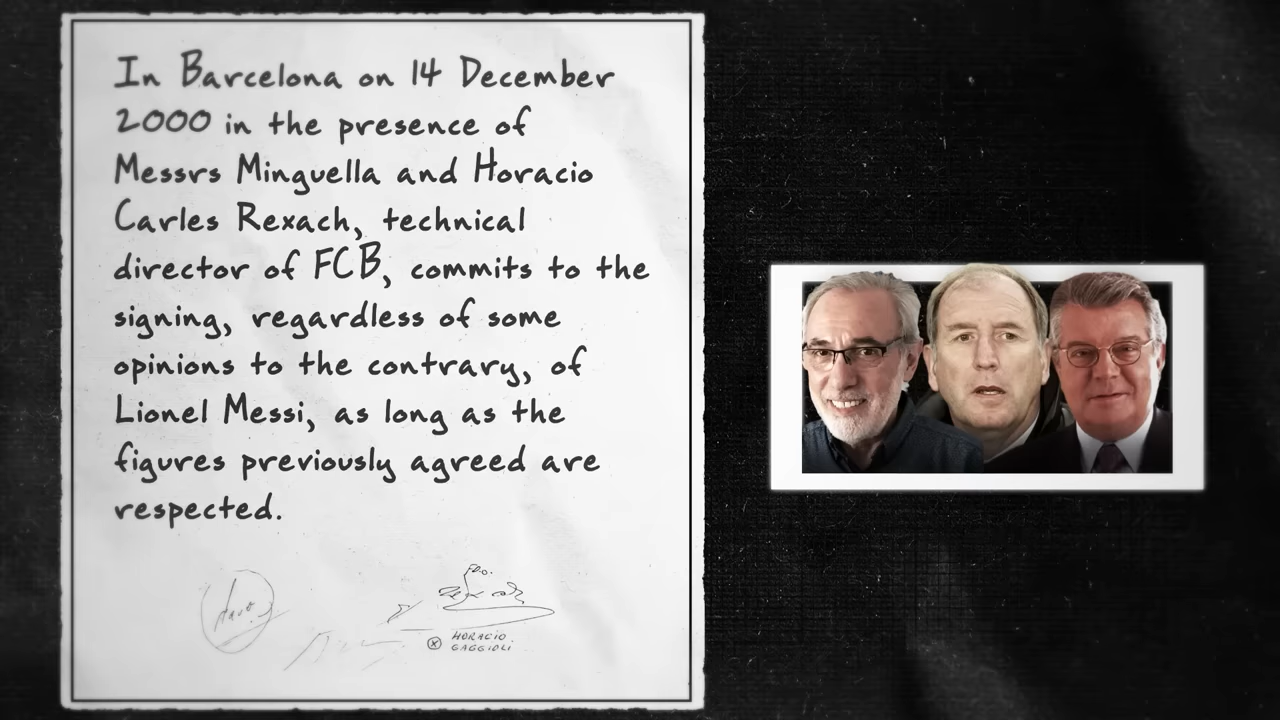 In Barcelona on 14 December
2000 in the presence of
Messrs Minguella and Horacio
Carles Rexach, technical
director of FCB, commits to the
signing, regardless of some
opinions to the contrary, of
Lionel Messi, as long as the
figures previously agreed are
respected.
HORACIO
GAGGIOLI